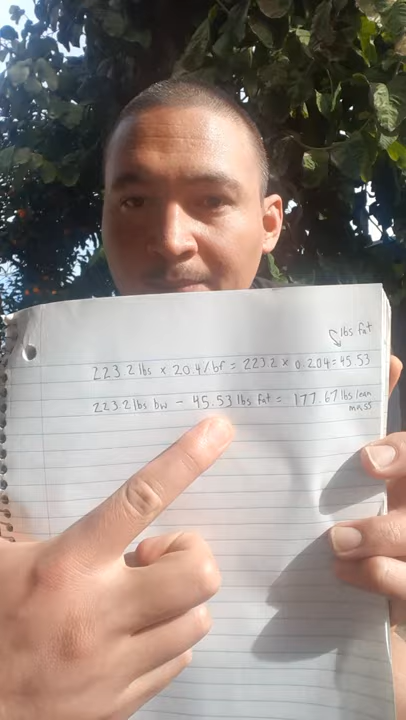 lbs fat
223.2 lbs x 20.4% bf = 223.2 x 0.204 = 45.53
223.2 lbs bw - 45.53 lbs fat = 177.67 lbs lean
mass